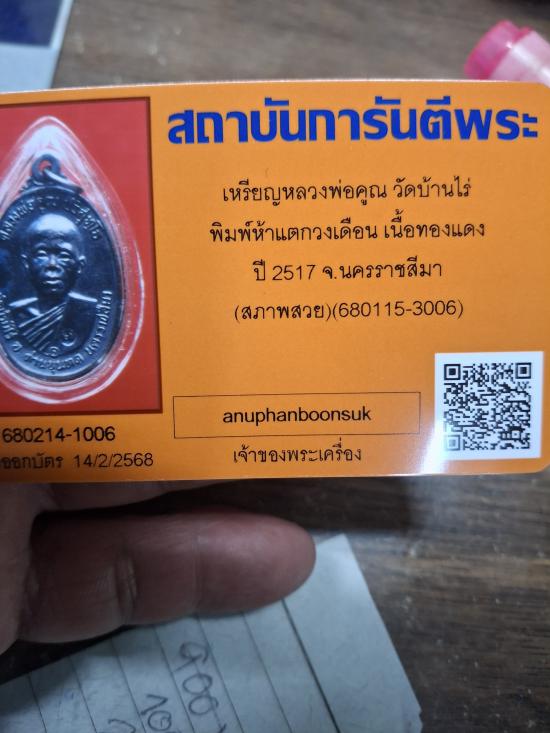 สถาบันการันตีพระ
เหรียญหลวงพ่อคูณ วัดบ้านไร่
พิมพ์ห้าแตกวงเดือน เนื้อทองแดง
ปี 2517 จ.นครราชสีมา
(สภาพสวย)(680115-3006)
anuphanboonsuk
เจ้าของพระเครื่อง
680214-1006
ออกบัตร 14/2/2568